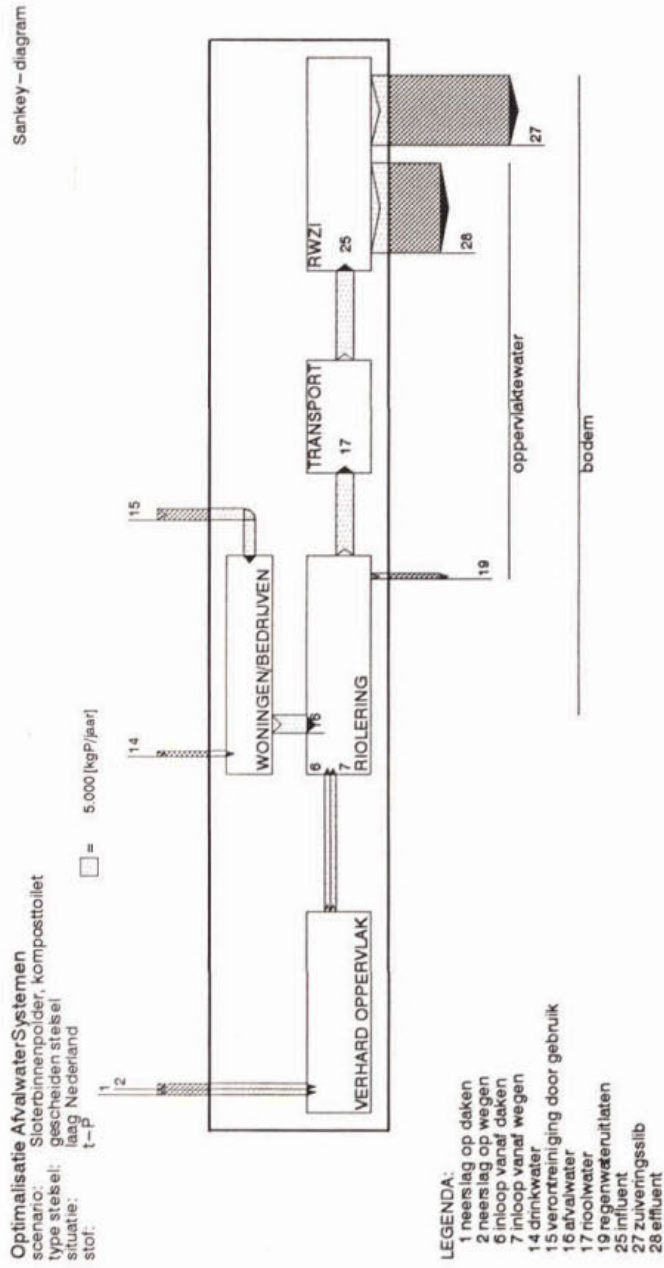 Sankey-diagram
Optimalisatie AfvalwaterSystemen
scenario: Sloterbinnenpolder, komposttoilet
type stelsel: gescheiden stelsel
situatie: laag Nederland
stof: t-P
= 5.000 [kgP/jaar]
1
2
14
15
VERHARD OPPERVLAK
WONINGEN/BEDRIJVEN
16
6
7
RIOLERING
TRANSPORT
17
RWZI
25
19
28
27
oppervlaktewater
bodem
LEGENDA:
1 neerslag op daken
2 neerslag op wegen
6 inloop vanaf daken
7 inloop vanaf wegen
14 drinkwater
15 verontreiniging door gebruik
16 afvalwater
17 rioolwater
19 regenwateruitlaten
25 influent
27 zuiveringsslib
28 effluent